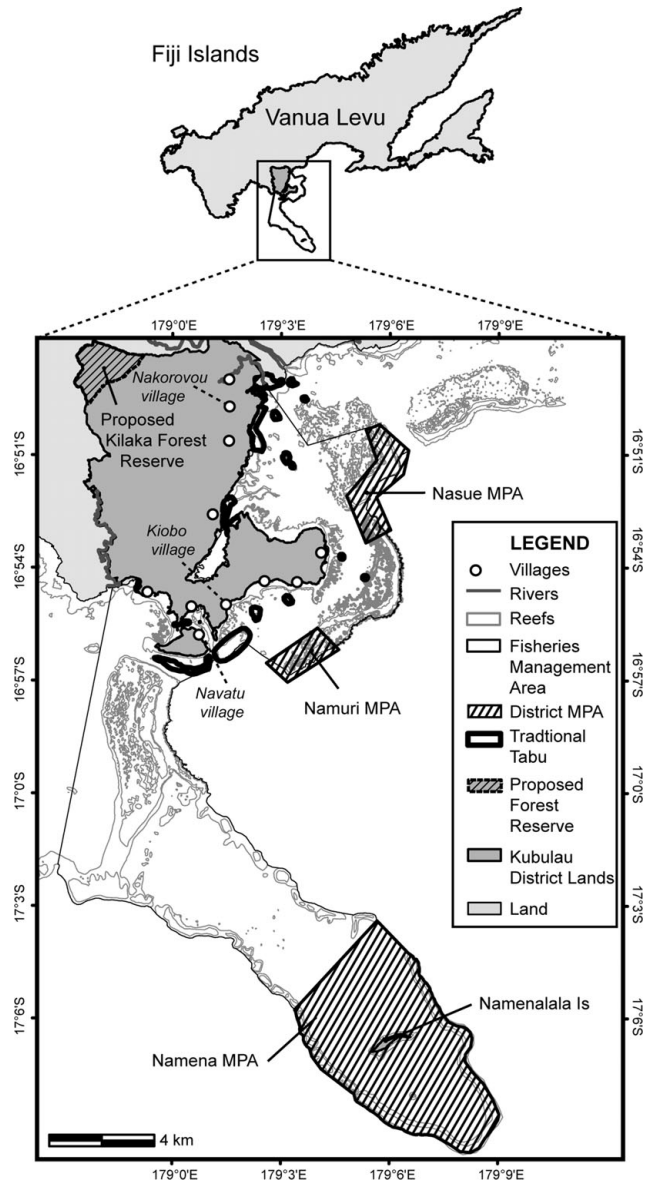 Fiji Islands
Vanua Levu
179°0'E
179°3'E
179°6'E
179°9'E
Nakorovou
village
Proposed
Kilaka Forest
Reserve
16°51'S
16°51'S
Nasue MPA
Kiobo
village
16°54'S
16°54'S
16°57'S
16°57'S
Navatu
village
Namuri MPA
LEGEND
Villages
Rivers
Reefs
Fisheries
Management
Area
District MPA
Tradtional
Tabu
Proposed
Forest
Reserve
Kubulau
District Lands
Land
17°0'S
17°0'S
17°3'S
17°3'S
17°6'S
17°6'S
Namenalala Is
Namena MPA
4 km
179°0'E
179°3'E
179°6'E
179°9'E